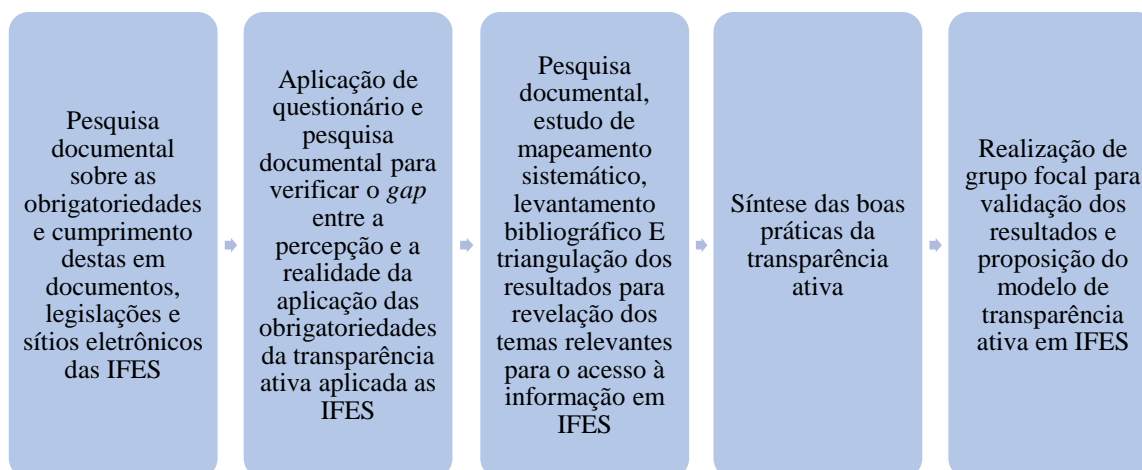 Pesquisa
documental
sobre as
obrigatoriedades
e cumprimento
destas em
documentos,
legislações e
sítios eletrônicos
das IFES
Aplicação de
questionário e
pesquisa
documental para
verificar o gap
entre a
percepção e a
realidade da
aplicação das
obrigatoriedades
da transparência
ativa aplicada as
IFES
Pesquisa
documental,
estudo de
mapeamento
sistemático,
levantamento
bibliográfico E
triangulação dos
resultados para
revelação dos
temas relevantes
para o acesso à
informação em
IFES
Síntese das boas
práticas da
transparência
ativa
Realização de
grupo focal para
validação dos
resultados e
proposição do
modelo de
transparência
ativa em IFES